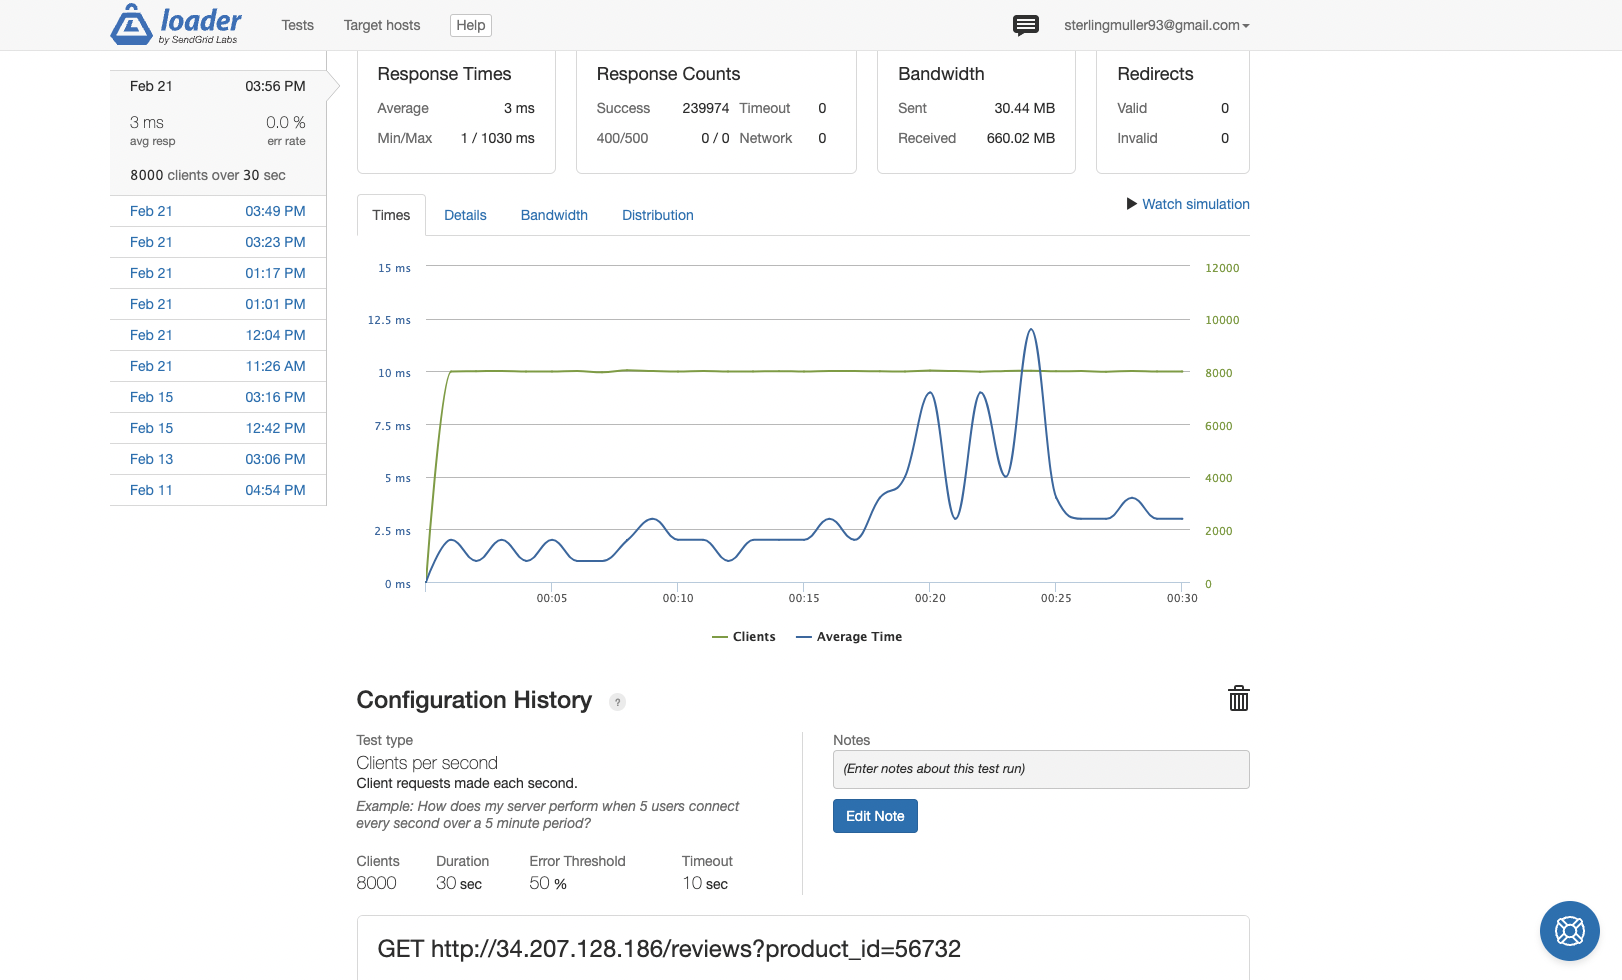 loader
by SendGrid Labs
Tests
Target hosts
Help
sterlingmuller93@gmail.com
Feb 21 03:56 PM
3 ms 0.0 %
avg resp err rate
8000 clients over 30 sec
Feb 21 03:49 PM
Feb 21 03:23 PM
Feb 21 01:17 PM
Feb 21 01:01 PM
Feb 21 12:04 PM
Feb 21 11:26 AM
Feb 15 03:16 PM
Feb 15 12:42 PM
Feb 13 03:06 PM
Feb 11 04:54 PM
Response Times
Average 3 ms
Min/Max 1 / 1030 ms
Response Counts
Success 239974 Timeout 0
400/500 0 / 0 Network 0
Bandwidth
Sent 30.44 MB
Received 660.02 MB
Redirects
Valid 0
Invalid 0
Times Details Bandwidth Distribution
Watch simulation
15 ms 12000
12.5 ms 10000
10 ms 8000
7.5 ms 6000
5 ms 4000
2.5 ms 2000
0 ms 0
00:05 00:10 00:15 00:20 00:25 00:30
Clients Average Time
Configuration History ?
Test type
Clients per second
Client requests made each second.
Example: How does my server perform when 5 users connect
every second over a 5 minute period?
Clients Duration Error Threshold Timeout
8000 30 sec 50 % 10 sec
Notes
(Enter notes about this test run)
Edit Note
GET http://34.207.128.186/reviews?product_id=56732